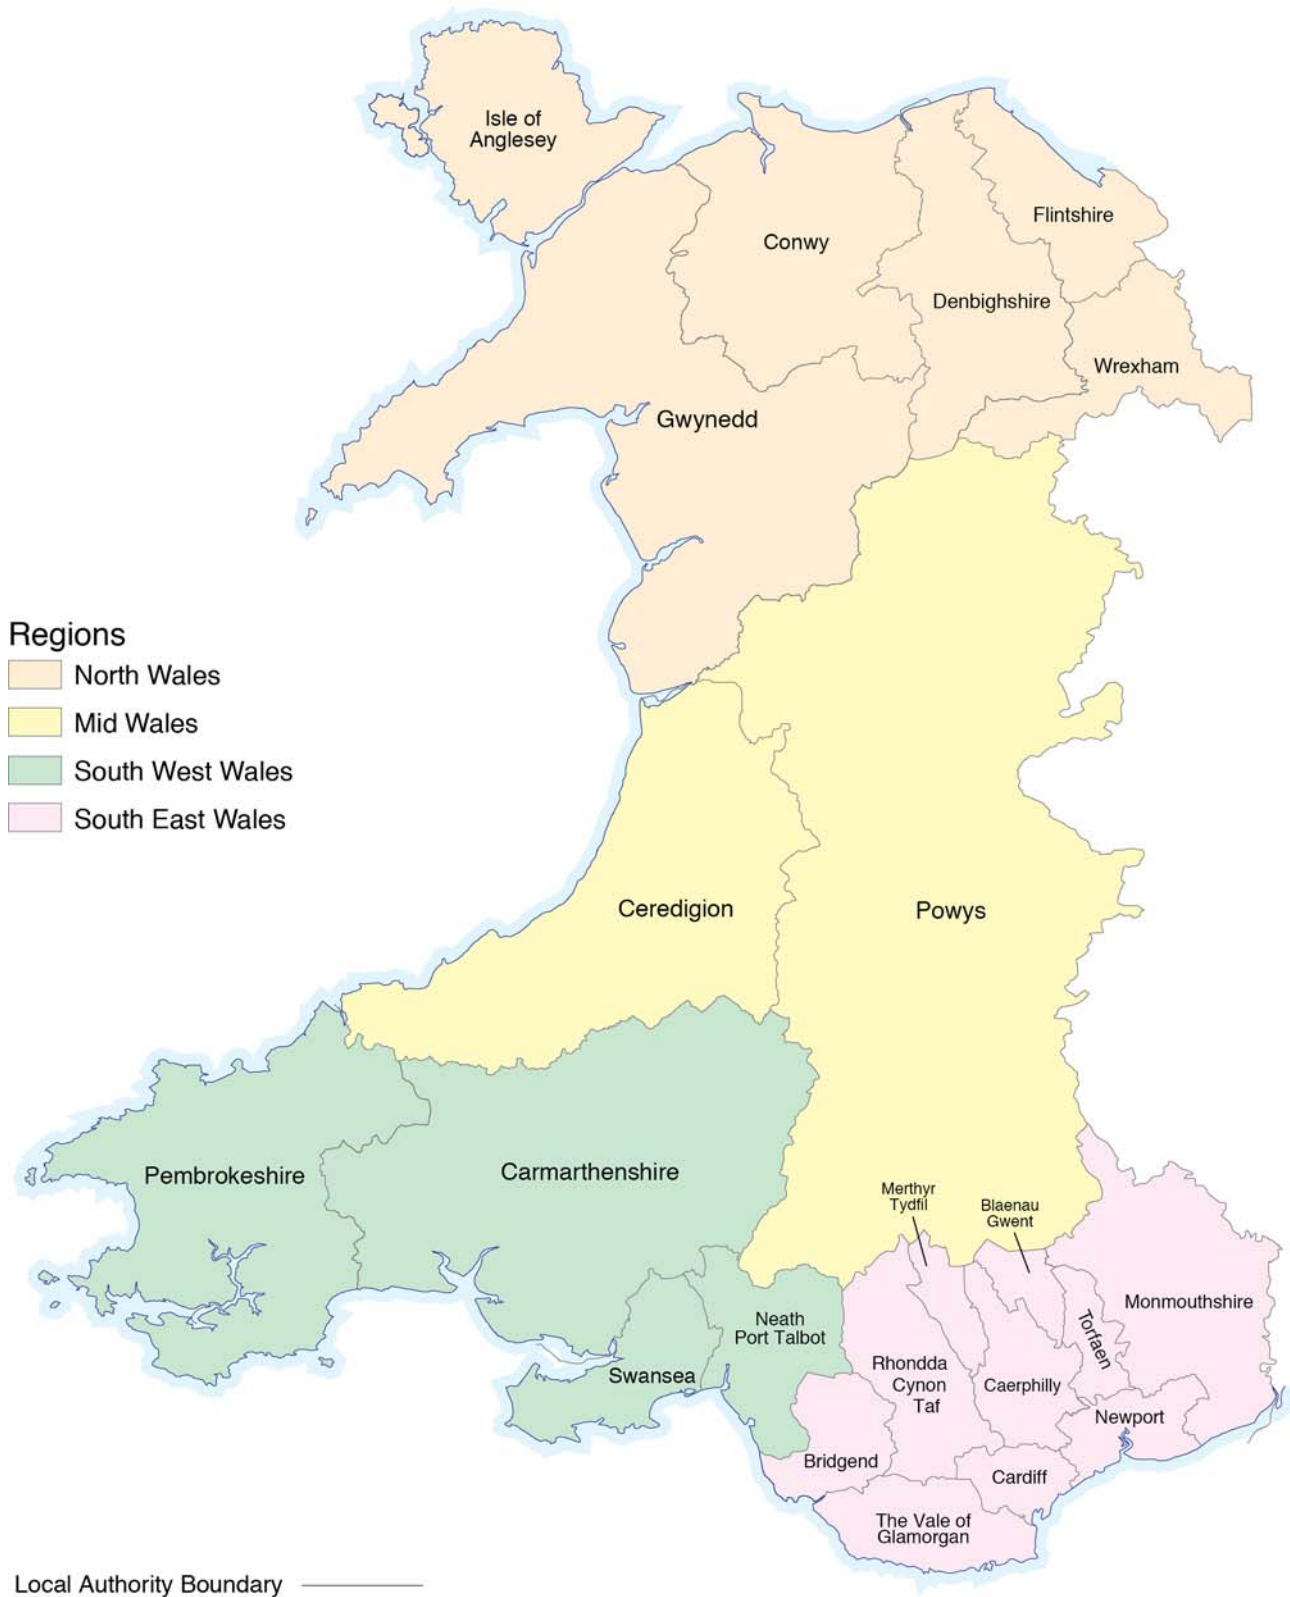 Isle of
Anglesey
Flintshire
Conwy
Denbighshire
Wrexham
Gwynedd
Regions
North Wales
Mid Wales
South West Wales
South East Wales
Ceredigion
Powys
Pembrokeshire
Carmarthenshire
Merthyr
Tydfil
Blaenau
Gwent
Monmouthshire
Neath
Port Talbot
Torfaen
Swansea
Rhondda
Cynon
Taf
Caerphilly
Newport
Bridgend
Cardiff
The Vale of
Glamorgan
Local Authority Boundary